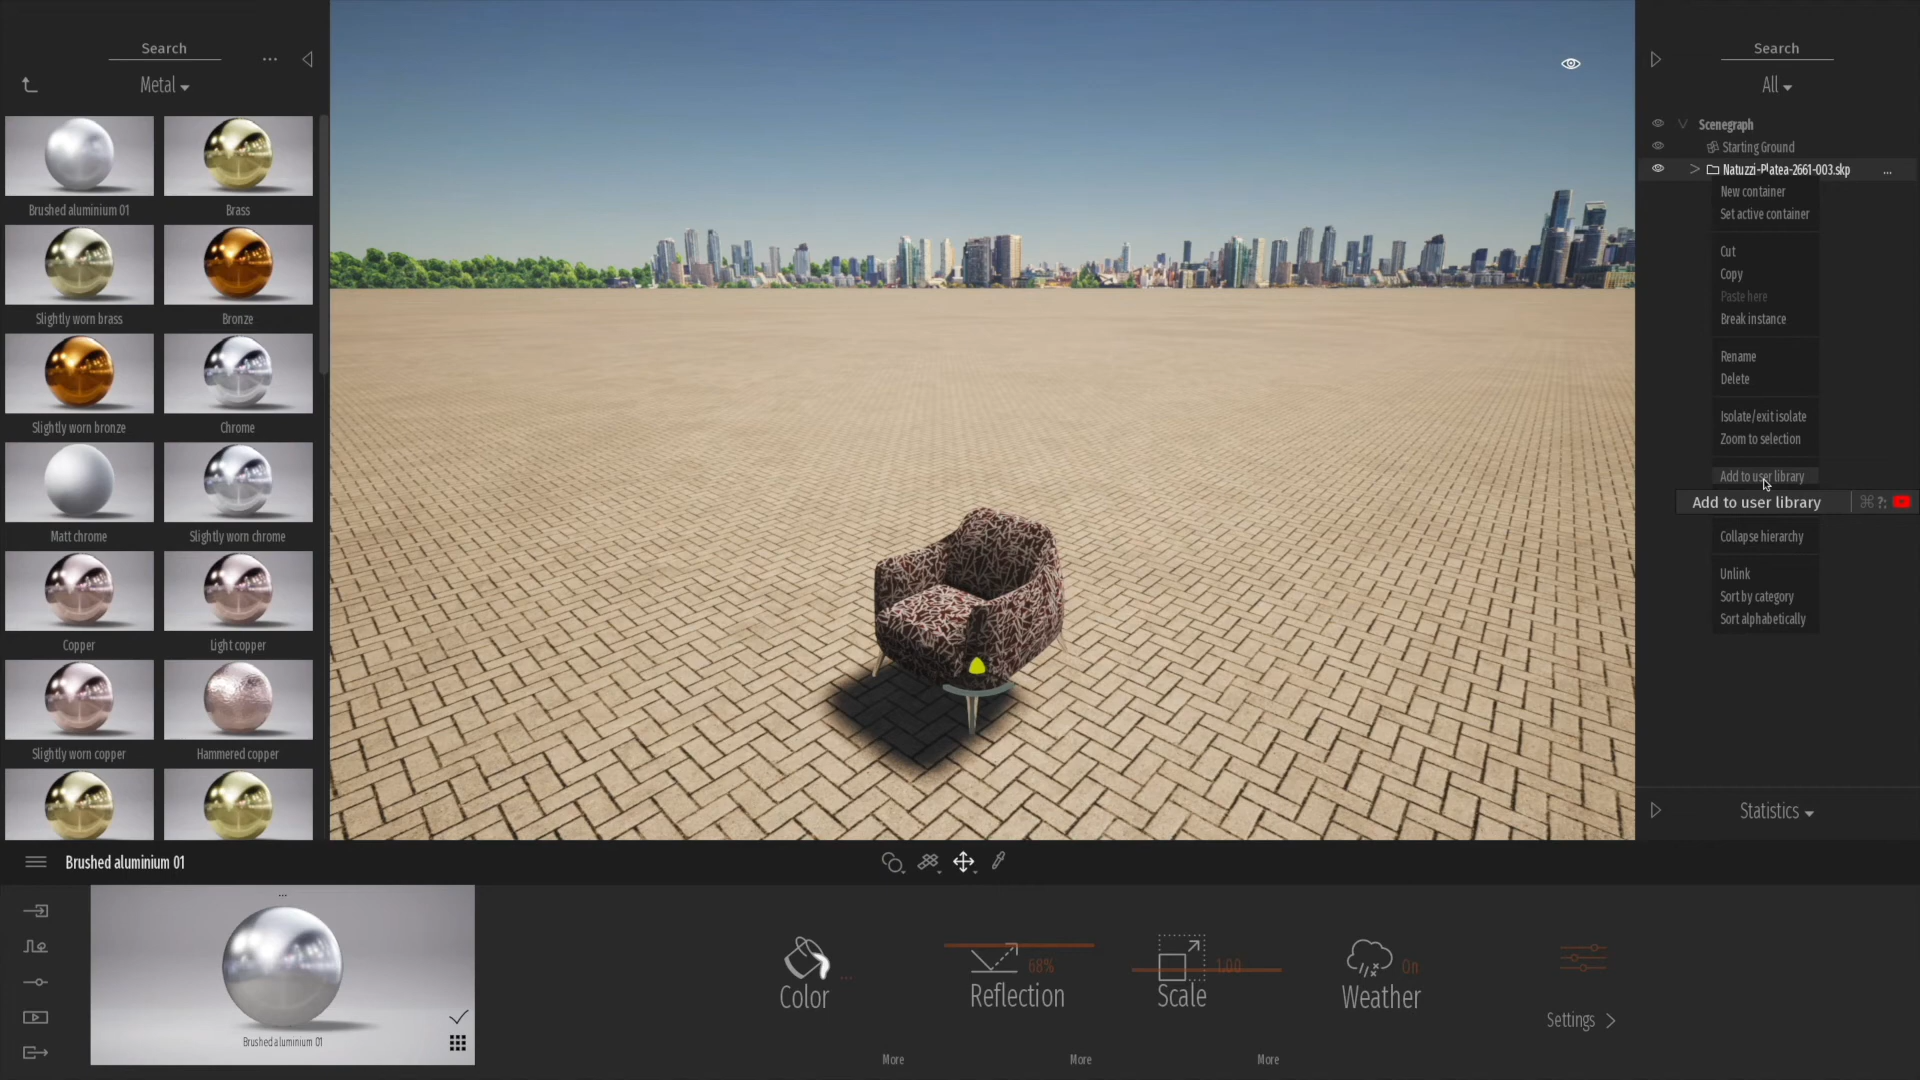 Search
...
Metal
Brushed aluminium 01
Brass
Slightly worn brass
Bronze
Slightly worn bronze
Chrome
Matt chrome
Slightly worn chrome
Copper
Light copper
Slightly worn copper
Hammered copper
Search
All
Scenegraph
Starting Ground
Natuzzi-Platea-2661-003.skp
...
New container
Set active container
Cut
Copy
Paste here
Break instance
Rename
Delete
Isolate/exit isolate
Zoom to selection
Add to user library
Add to user library
⌘?:
Collapse hierarchy
Unlink
Sort by category
Sort alphabetically
Statistics
Brushed aluminium 01
...
Brushed aluminium 01
Color
...
68%
Reflection
1.00
Scale
On
Weather
Settings
More
More
More